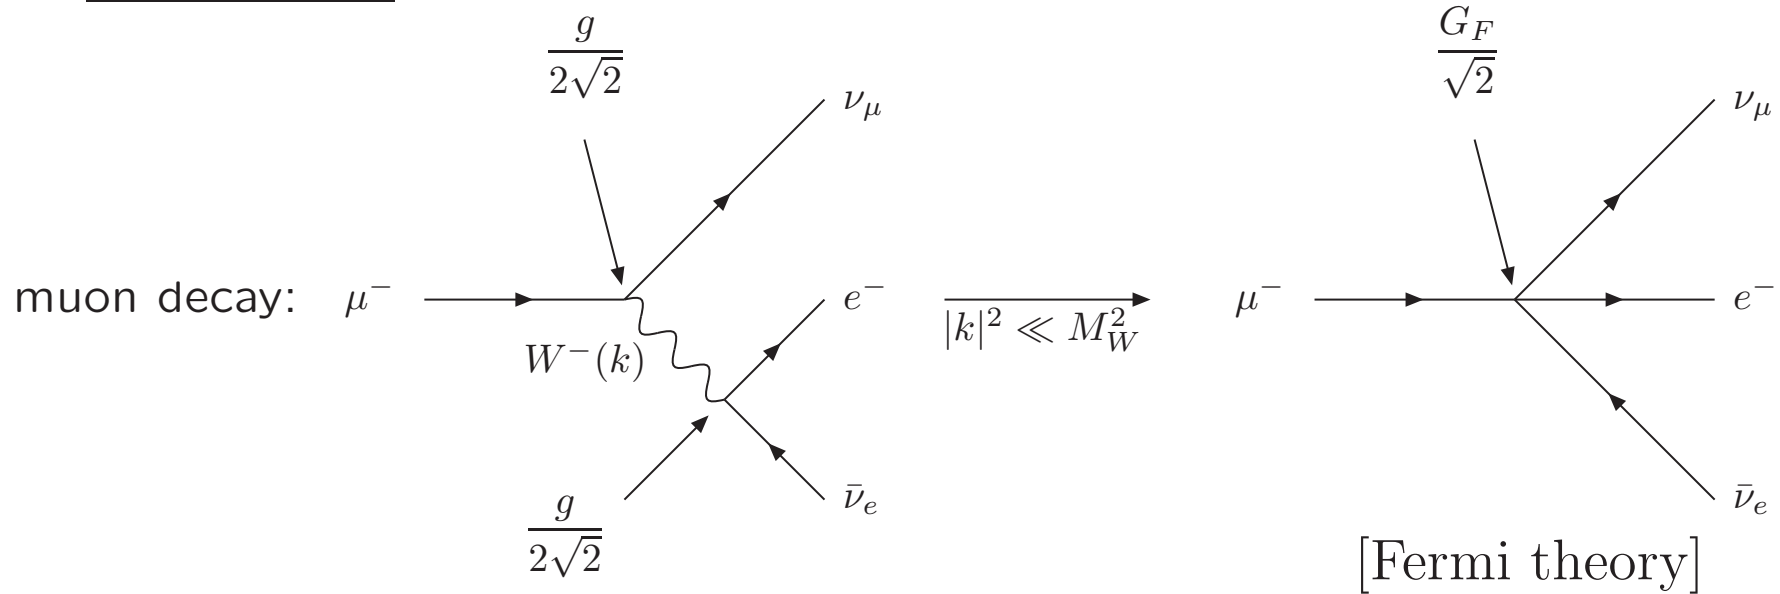 g/(2√2)
G_F/√2
ν_μ
ν_μ
muon decay: μ⁻
e⁻
|k|² ≪ M_W²
μ⁻
e⁻
W⁻(k)
g/(2√2)
ν̄_e
ν̄_e
[Fermi theory]